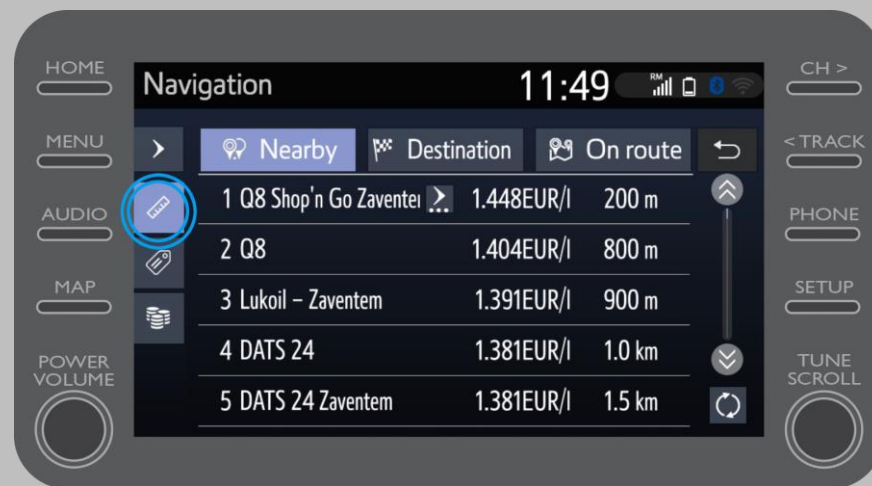 HOME
MENU
AUDIO
MAP
POWER
VOLUME
Navigation 11:49 RM
Nearby Destination On route
1 Q8 Shop'n Go Zaventer 1.448EUR/l 200 m
2 Q8 1.404EUR/l 800 m
3 Lukoil – Zaventem 1.391EUR/l 900 m
4 DATS 24 1.381EUR/l 1.0 km
5 DATS 24 Zaventem 1.381EUR/l 1.5 km
CH >
< TRACK
PHONE
SETUP
TUNE
SCROLL